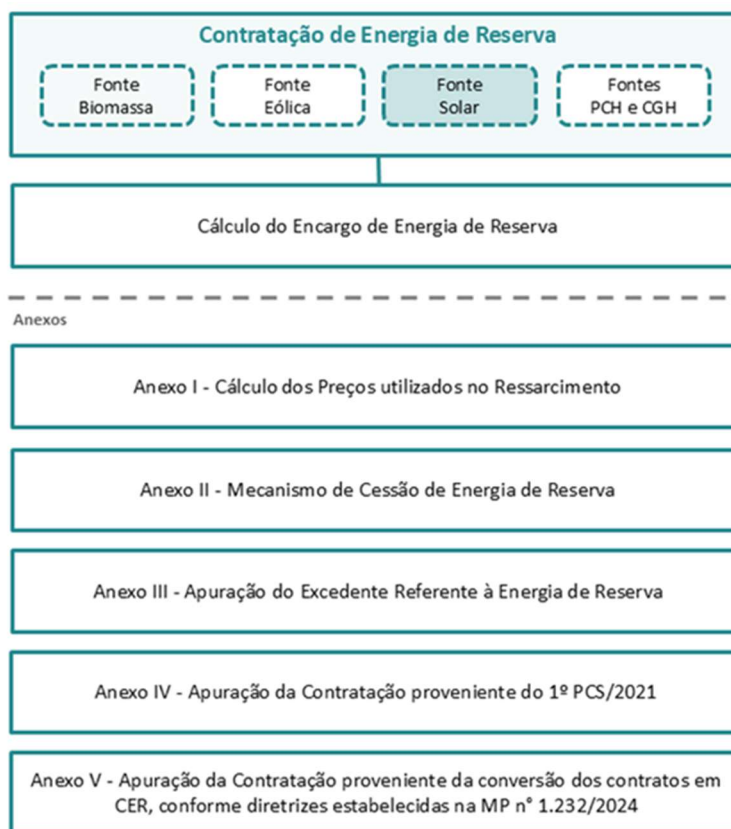 Contratação de Energia de Reserva
Fonte
Biomassa
Fonte
Eólica
Fonte
Solar
Fontes
PCH e CGH
Cálculo do Encargo de Energia de Reserva
Anexos
Anexo I - Cálculo dos Preços utilizados no Ressarcimento
Anexo II - Mecanismo de Cessão de Energia de Reserva
Anexo III - Apuração do Excedente Referente à Energia de Reserva
Anexo IV - Apuração da Contratação proveniente do 1º PCS/2021
Anexo V - Apuração da Contratação proveniente da conversão dos contratos em
CER, conforme diretrizes estabelecidas na MP n° 1.232/2024